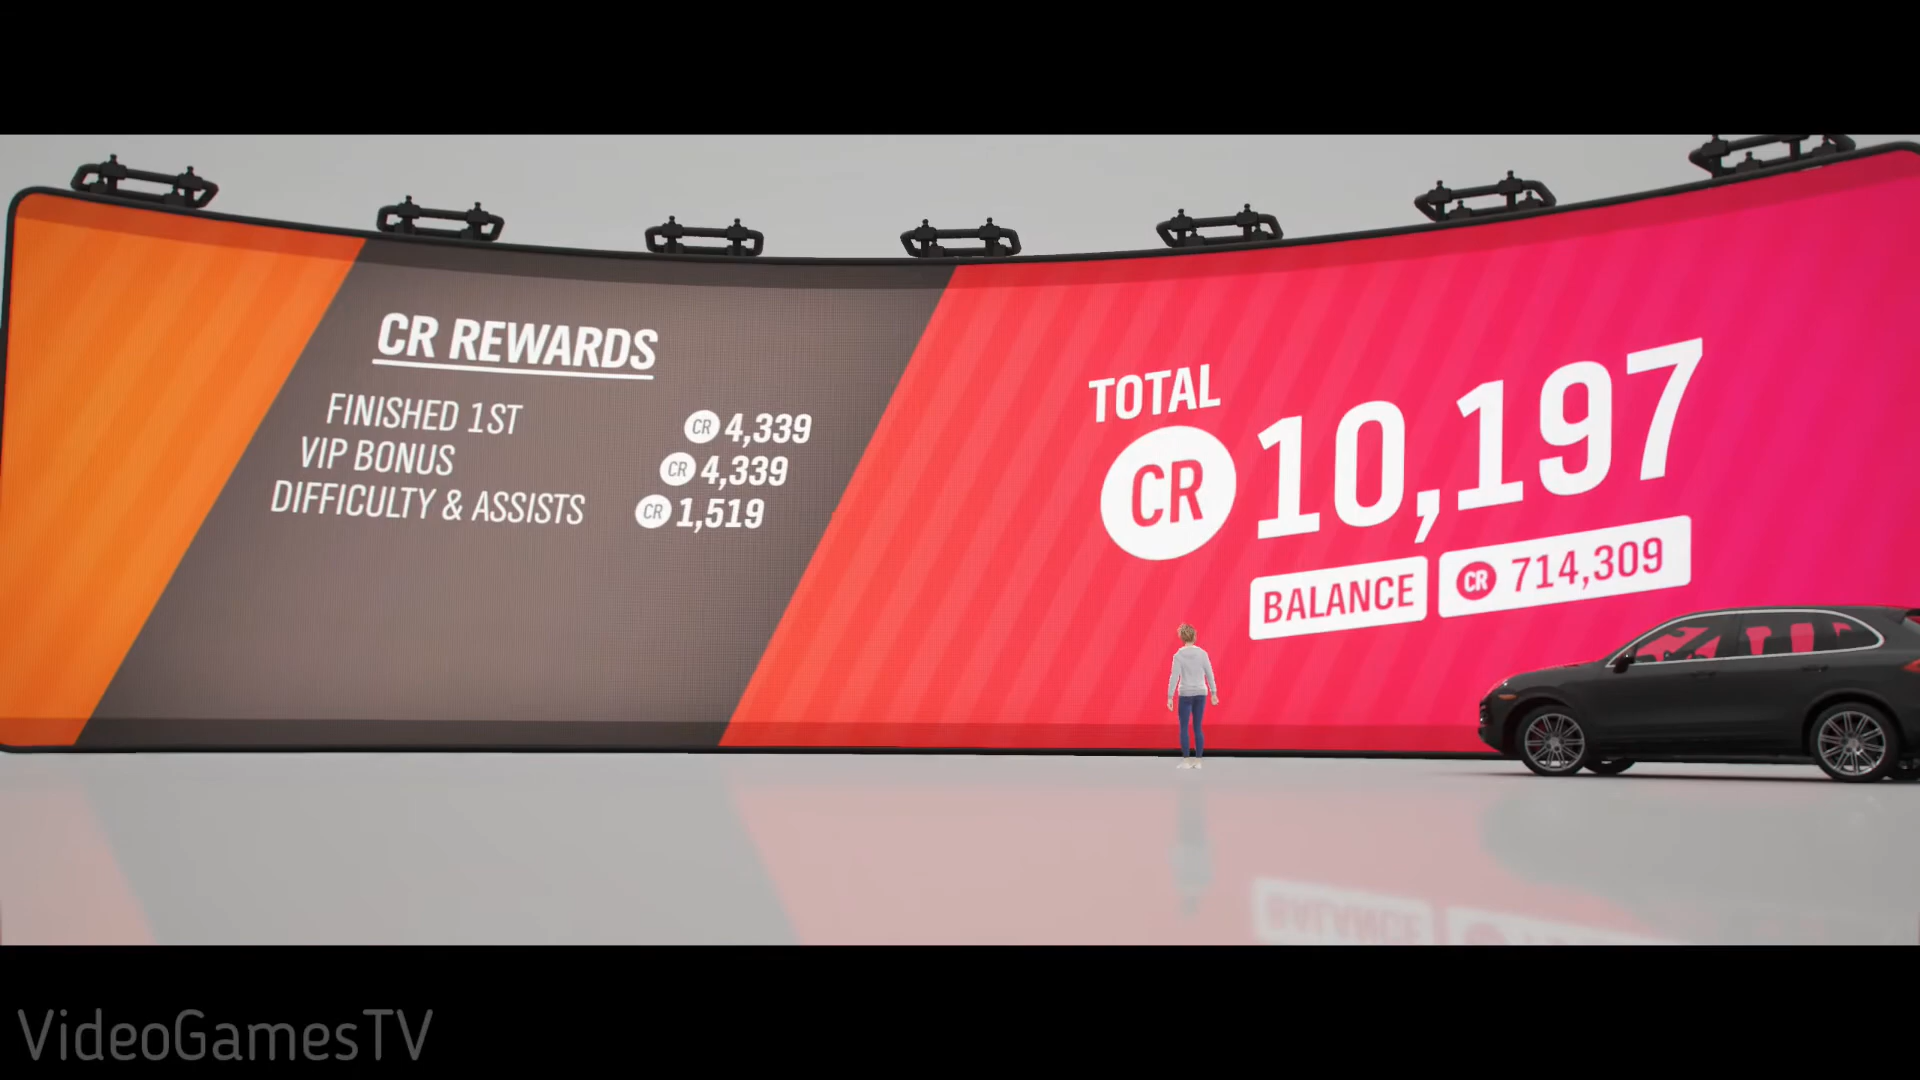 CR REWARDS
FINISHED 1ST CR 4,339
VIP BONUS CR 4,339
DIFFICULTY & ASSISTS CR 1,519
TOTAL
CR 10,197
BALANCE CR 714,309
BALANCE
VideoGamesTV